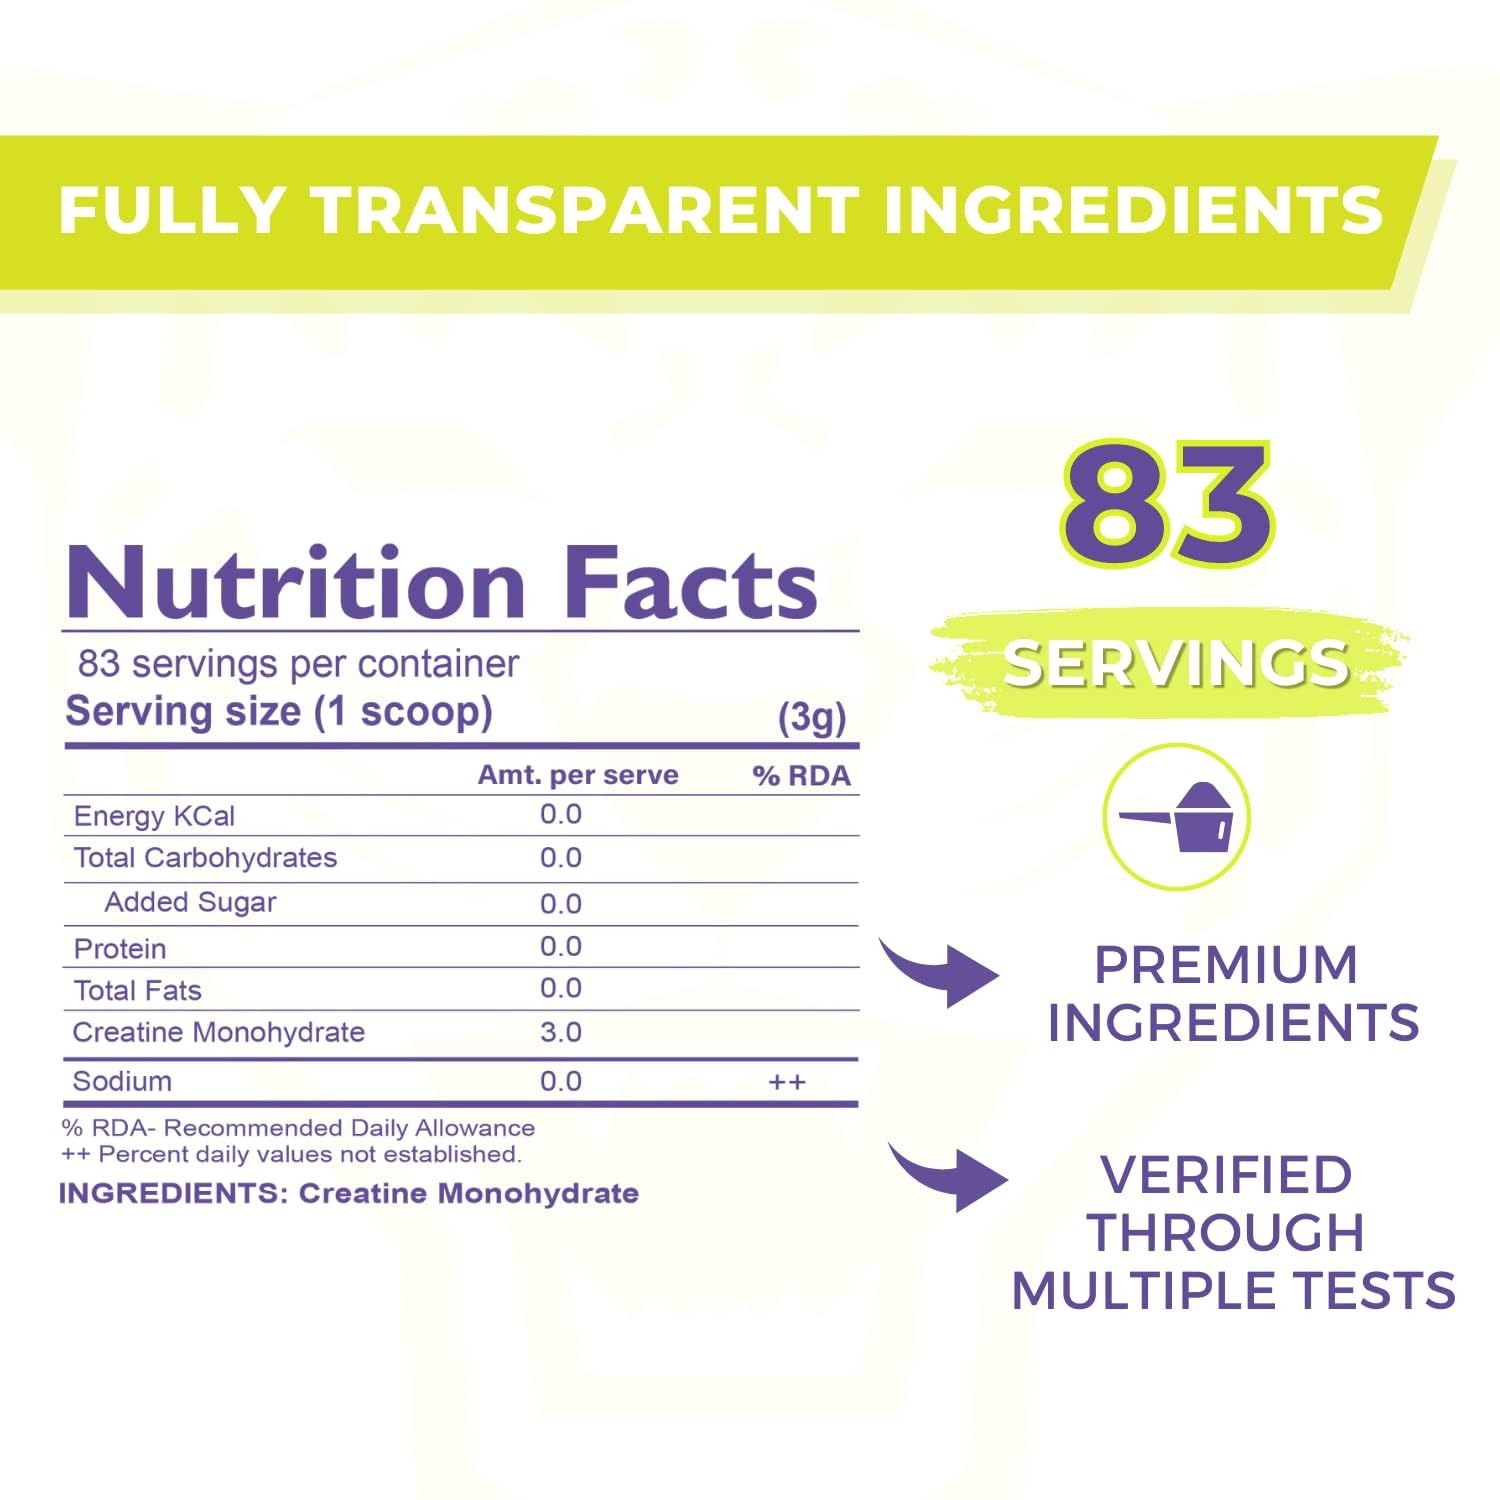 FULLY TRANSPARENT INGREDIENTS
Nutrition Facts
83 servings per container
Serving size (1 scoop) (3g)
Amt. per serve % RDA
Energy KCal 0.0
Total Carbohydrates 0.0
Added Sugar 0.0
Protein 0.0
Total Fats 0.0
Creatine Monohydrate 3.0
Sodium 0.0 ++
% RDA- Recommended Daily Allowance
++ Percent daily values not established.
INGREDIENTS: Creatine Monohydrate
83
SERVINGS
PREMIUM
INGREDIENTS
VERIFIED
THROUGH
MULTIPLE TESTS